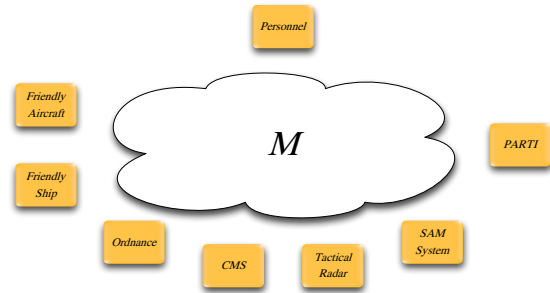 Personnel
Friendly
Aircraft
M
PARTI
Friendly
Ship
Ordnance
CMS
Tactical
Radar
SAM
System